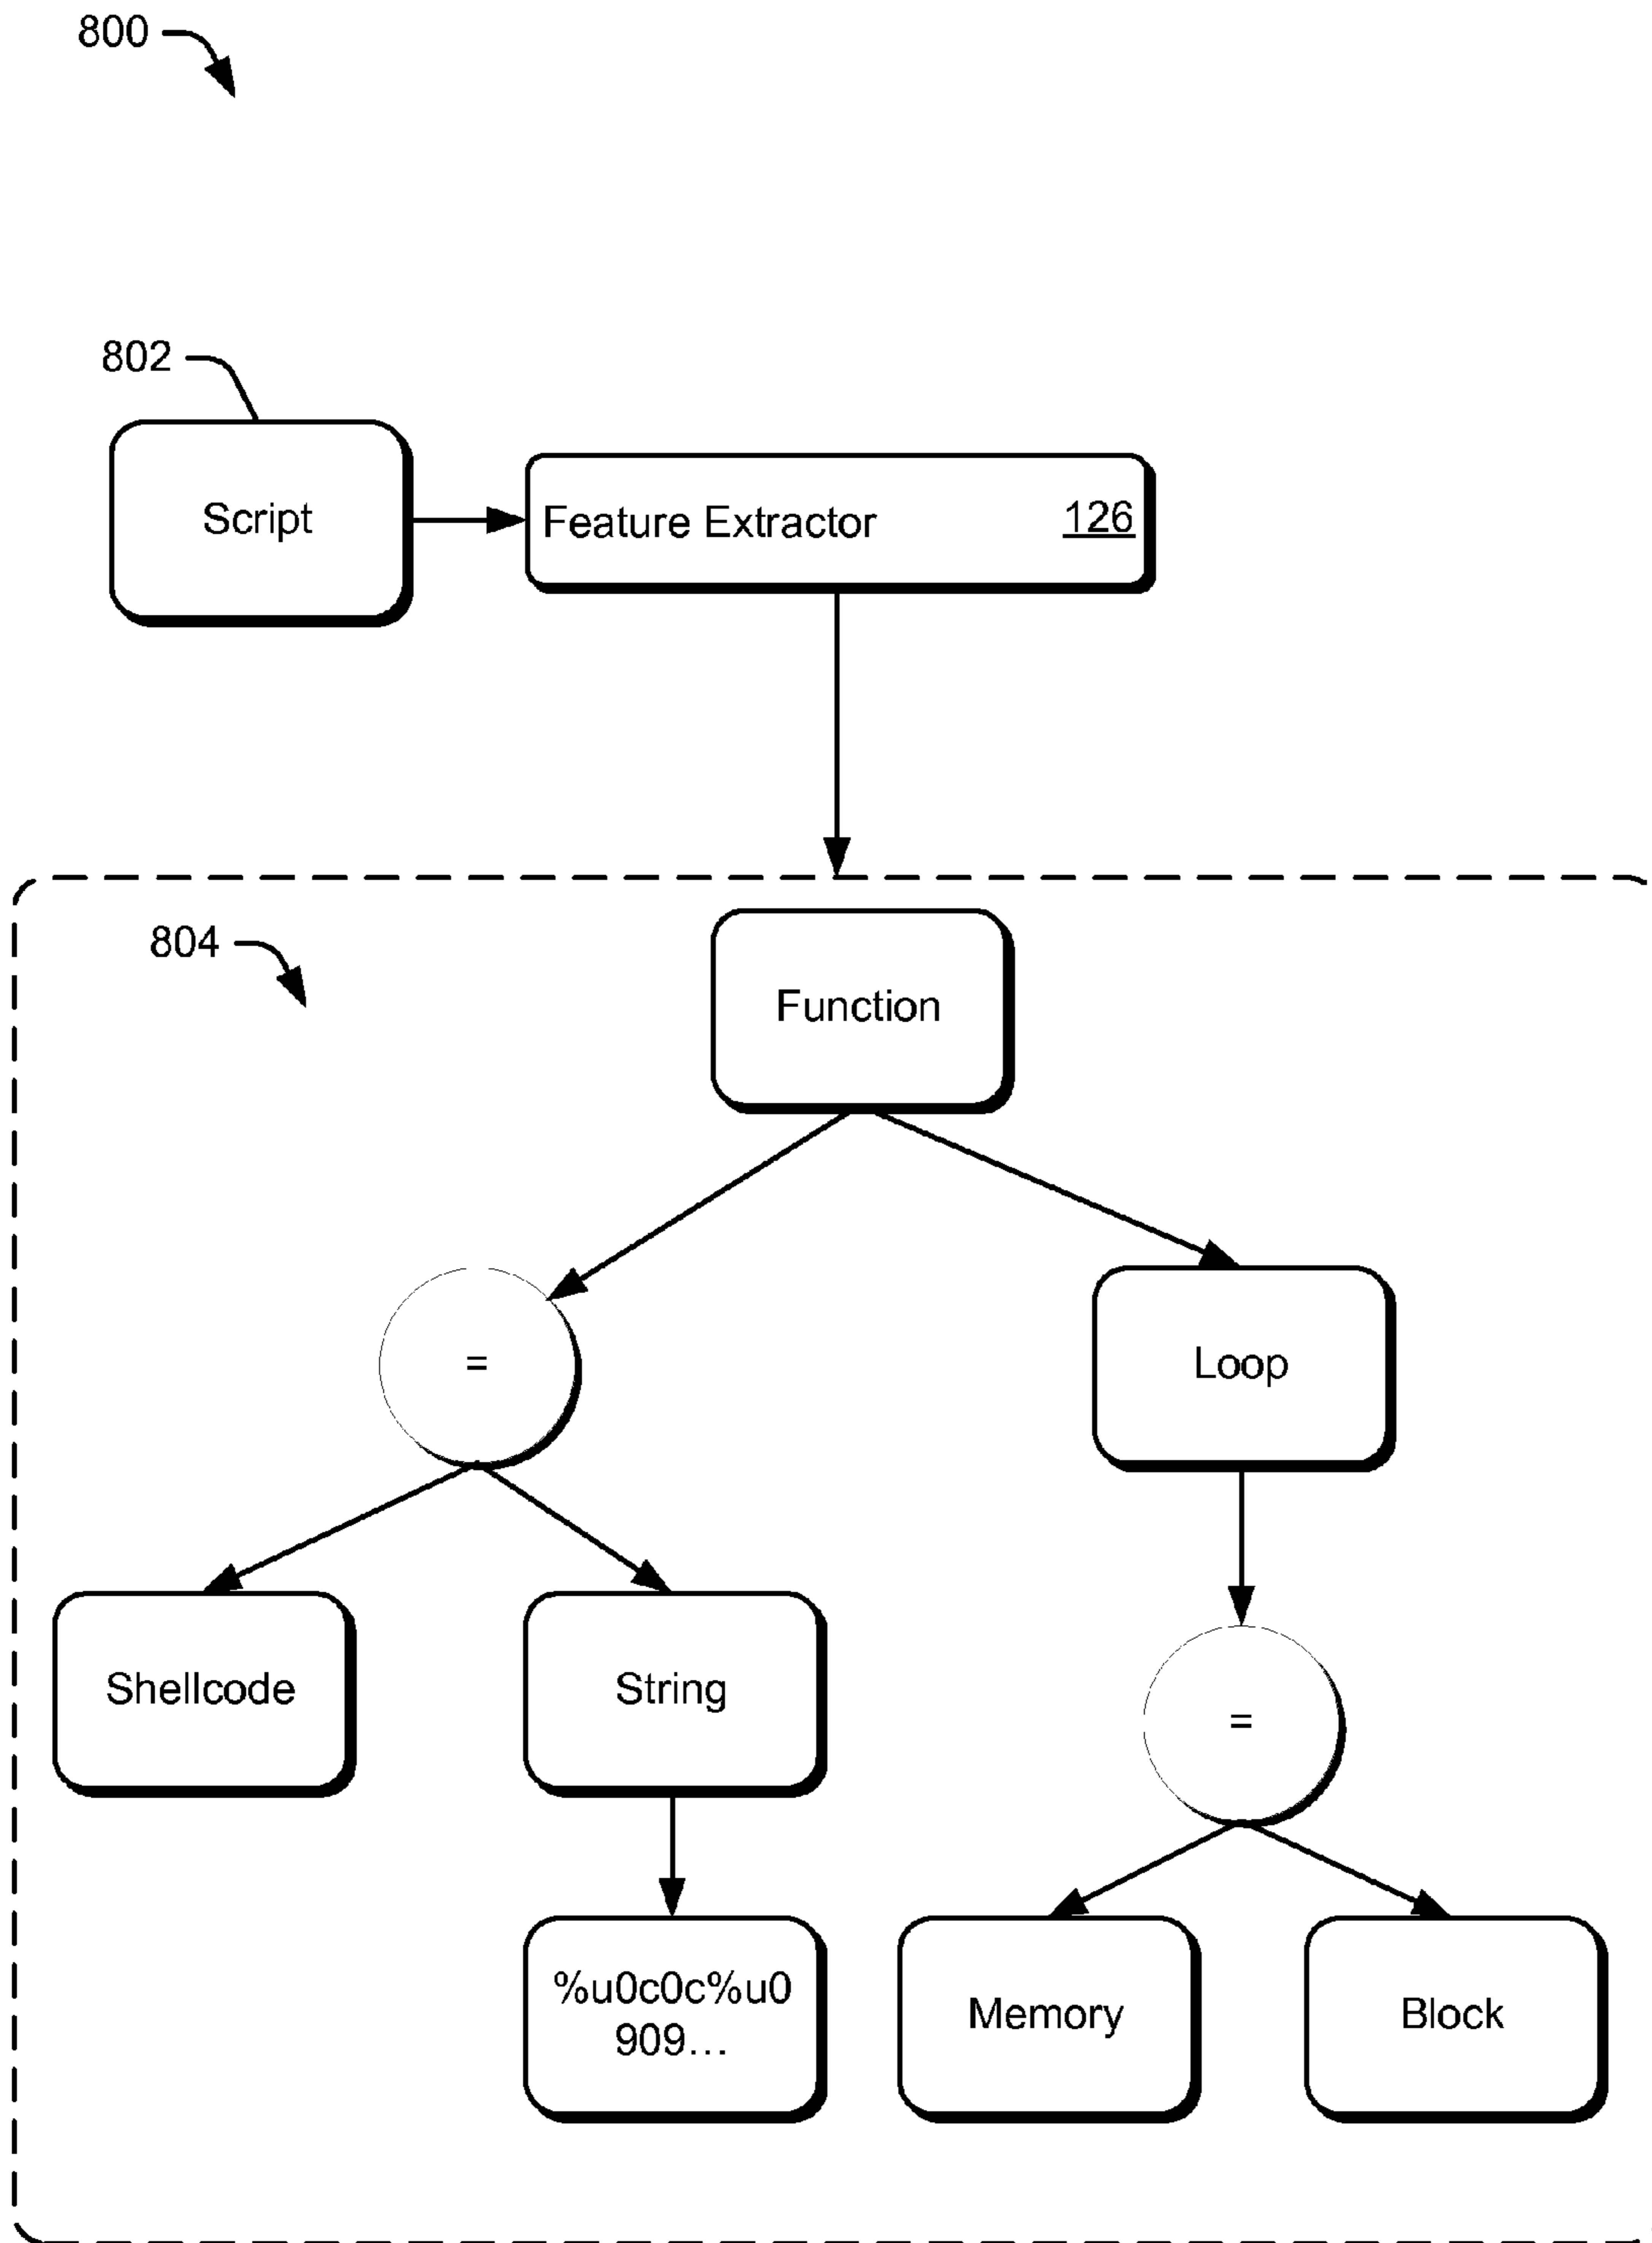 800
802
Script
Feature Extractor 126
804
Function
=
Loop
Shellcode
String
=
%u0c0c%u0
909...
Memory
Block